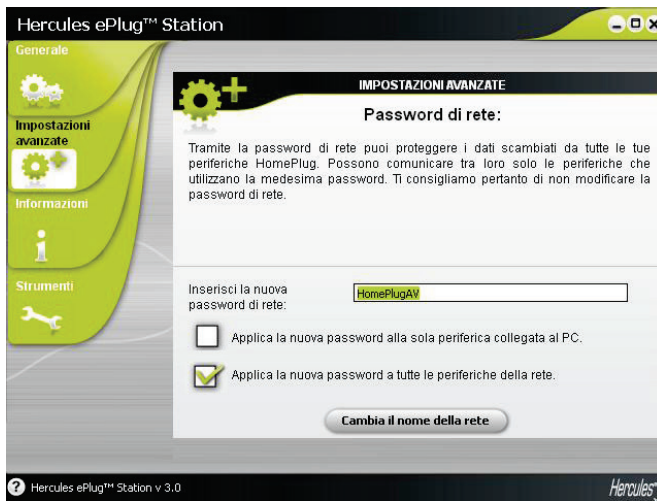 Hercules ePlug™ Station
Generale
Impostazioni
avanzate
Informazioni
Strumenti
IMPOSTAZIONI AVANZATE
Password di rete:
Tramite la password di rete puoi proteggere i dati scambiati da tutte le tue
periferiche HomePlug. Possono comunicare tra loro solo le periferiche che
utilizzano la medesima password. Ti consigliamo pertanto di non modificare la
password di rete.
Inserisci la nuova
password di rete:
HomePlugAV
Applica la nuova password alla sola periferica collegata al PC.
Applica la nuova password a tutte le periferiche della rete.
Cambia il nome della rete
Hercules ePlug™ Station v 3.0
Hercules